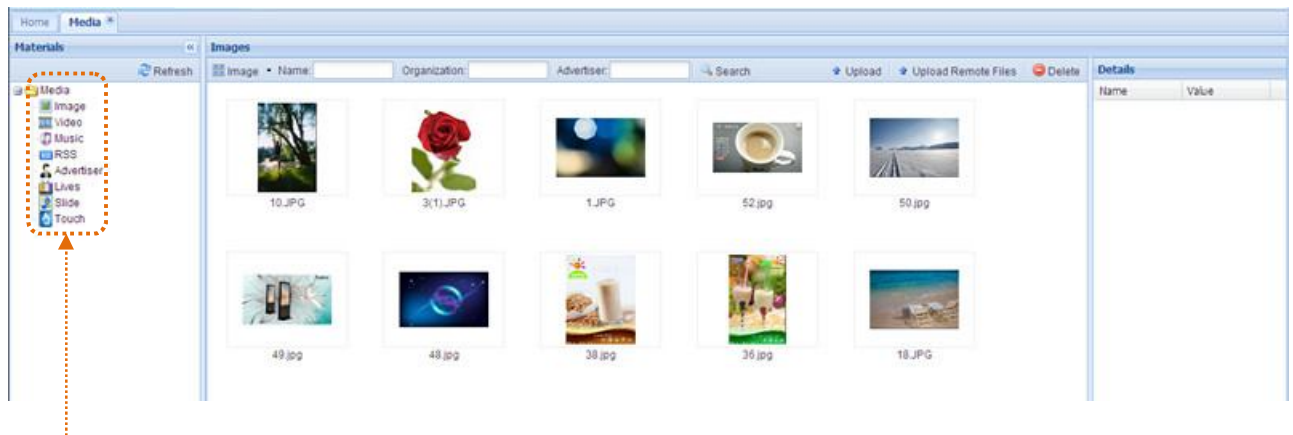 Home Media
Materials
Refresh
Media
Image
Video
Music
RSS
Advertiser
Lives
Slide
Touch
Images
Image Name: Organization: Advertiser: Search Upload Upload Remote Files Delete
10.JPG 3(1).JPG 1.JPG 52.jpg 50.jpg
49.jpg 48.jpg 38.jpg 36.jpg 18.JPG
Details
Name Value